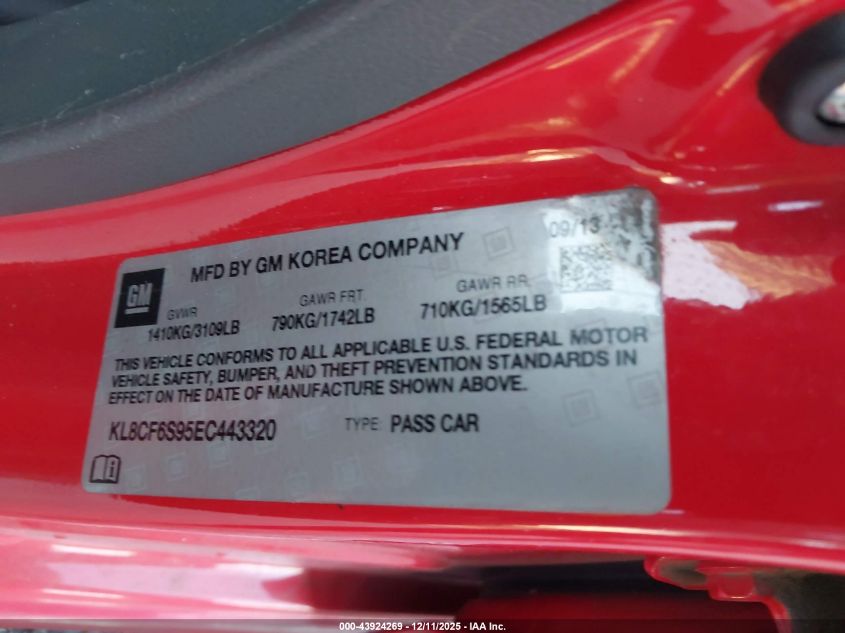 09/13
MFD BY GM KOREA COMPANY
GM
GVWR GAWR FRT. GAWR RR.
1410KG/3109LB 790KG/1742LB 710KG/1565LB
THIS VEHICLE CONFORMS TO ALL APPLICABLE U.S. FEDERAL MOTOR
VEHICLE SAFETY, BUMPER, AND THEFT PREVENTION STANDARDS IN
EFFECT ON THE DATE OF MANUFACTURE SHOWN ABOVE.
KL8CF6S95EC443320 TYPE: PASS CAR
000-43924269 - 12/11/2025 - IAA Inc.